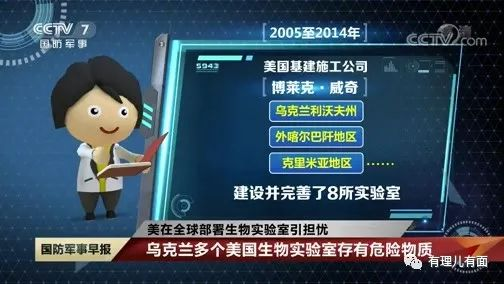 CCTV 7
国防军事
2005至2014年
CCTV2
.com
5943
美国基建施工公司
博莱克·威奇
乌克兰利沃夫州
外喀尔巴阡地区
克里米亚地区 ······
建设并完善了8所实验室
美在全球部署生物实验室引担忧
国防军事早报
乌克兰多个美国生物实验室存有危险物质
有理儿有面